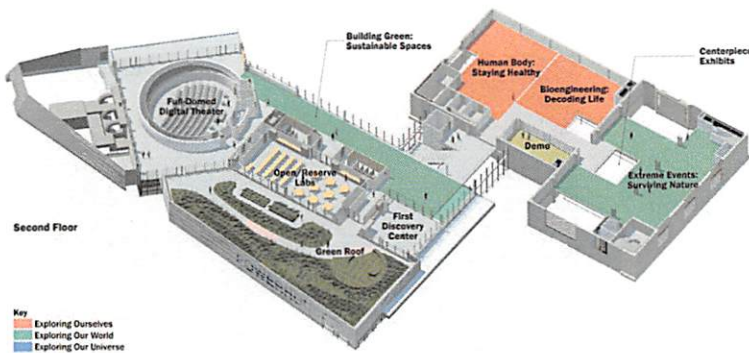 Building Green:
Sustainable Spaces
Centerpiece
Exhibits
Human Body:
Staying Healthy
Bioengineering:
Decoding Life
Full-Domed
Digital Theater
Demo
Open/Reserve
Labs
Extreme Events:
Surviving Nature
First
Discovery
Center
Second Floor
Green Roof
Key
Exploring Ourselves
Exploring Our World
Exploring Our Universe